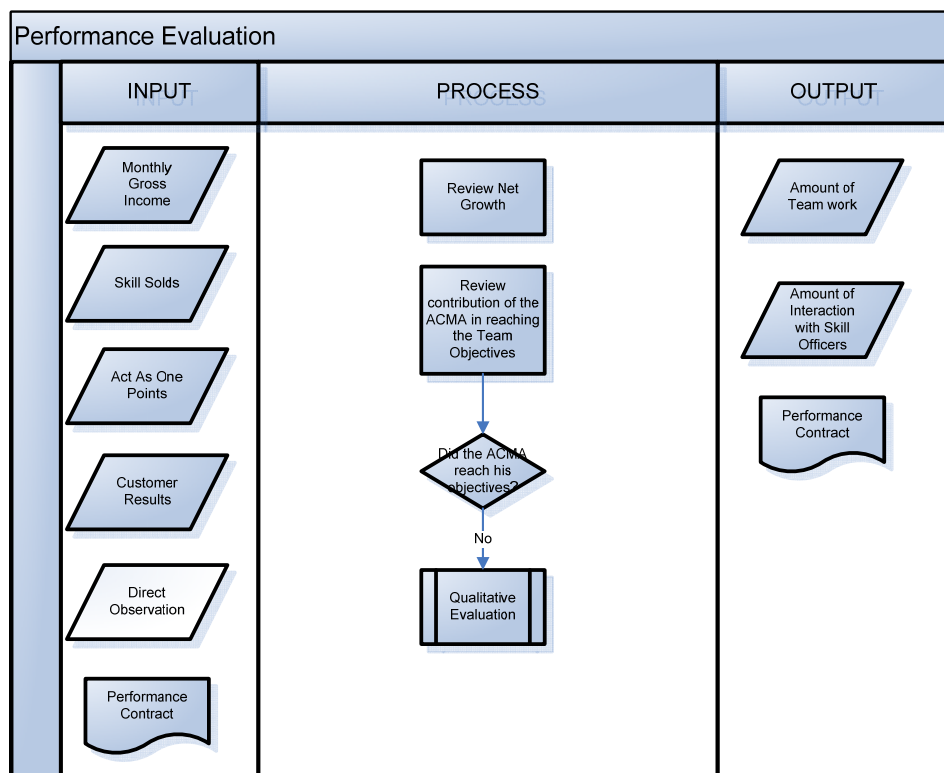 Performance Evaluation
INPUT
PROCESS
OUTPUT
Monthly
Gross
Income
Skill Solds
Act As One
Points
Customer
Results
Direct
Observation
Performance
Contract
Review Net
Growth
Review
contribution of the
ACMA in reaching
the Team
Objectives
Did the ACMA
reach his
objectives?
No
Qualitative
Evaluation
Amount of
Team work
Amount of
Interaction
with Skill
Officers
Performance
Contract